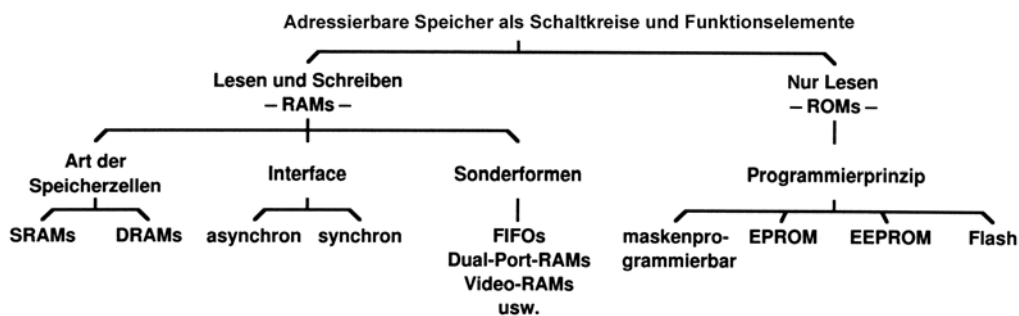 Adressierbare Speicher als Schaltkreise und Funktionselemente
Lesen und Schreiben
– RAMs –
Nur Lesen
– ROMs –
Art der
Speicherzellen
Interface
Sonderformen
Programmierprinzip
SRAMs
DRAMs
asynchron
synchron
FIFOs
Dual-Port-RAMs
Video-RAMs
usw.
maskenpro-
grammierbar
EPROM
EEPROM
Flash